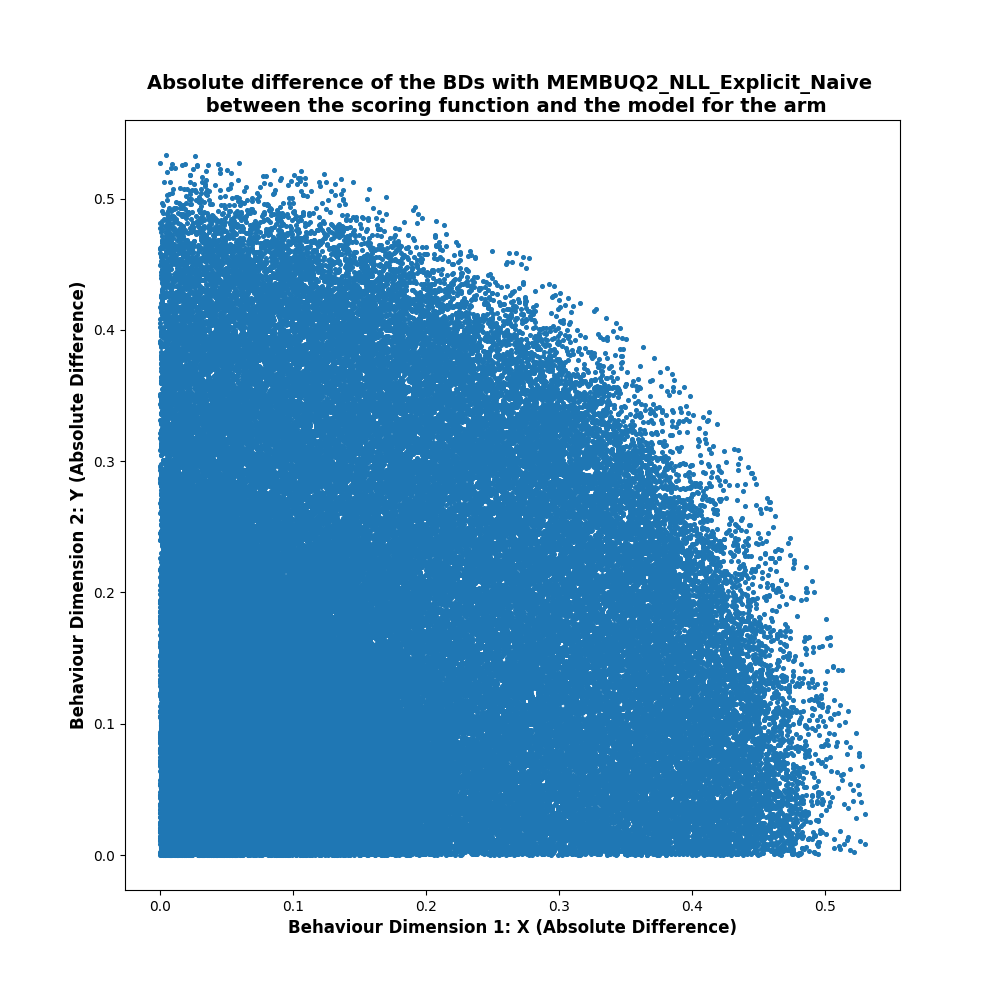 Absolute difference of the BDs with MEMBUQ2_NLL_Explicit_Naive
between the scoring function and the model for the arm
0.5
0.4
0.3
0.2
0.1
0.0
Behaviour Dimension 2: Y (Absolute Difference)
0.0 0.1 0.2 0.3 0.4 0.5
Behaviour Dimension 1: X (Absolute Difference)